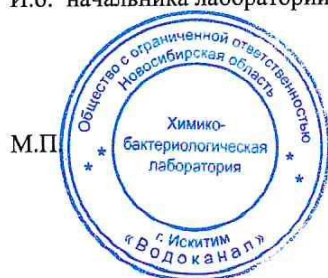 И.о. начальника лаборатории
М.П.
Общество с ограниченной ответственностью
Новосибирская область
Химико-
бактериологическая
лаборатория
* * * *
г. Искитим
«Водоканал»